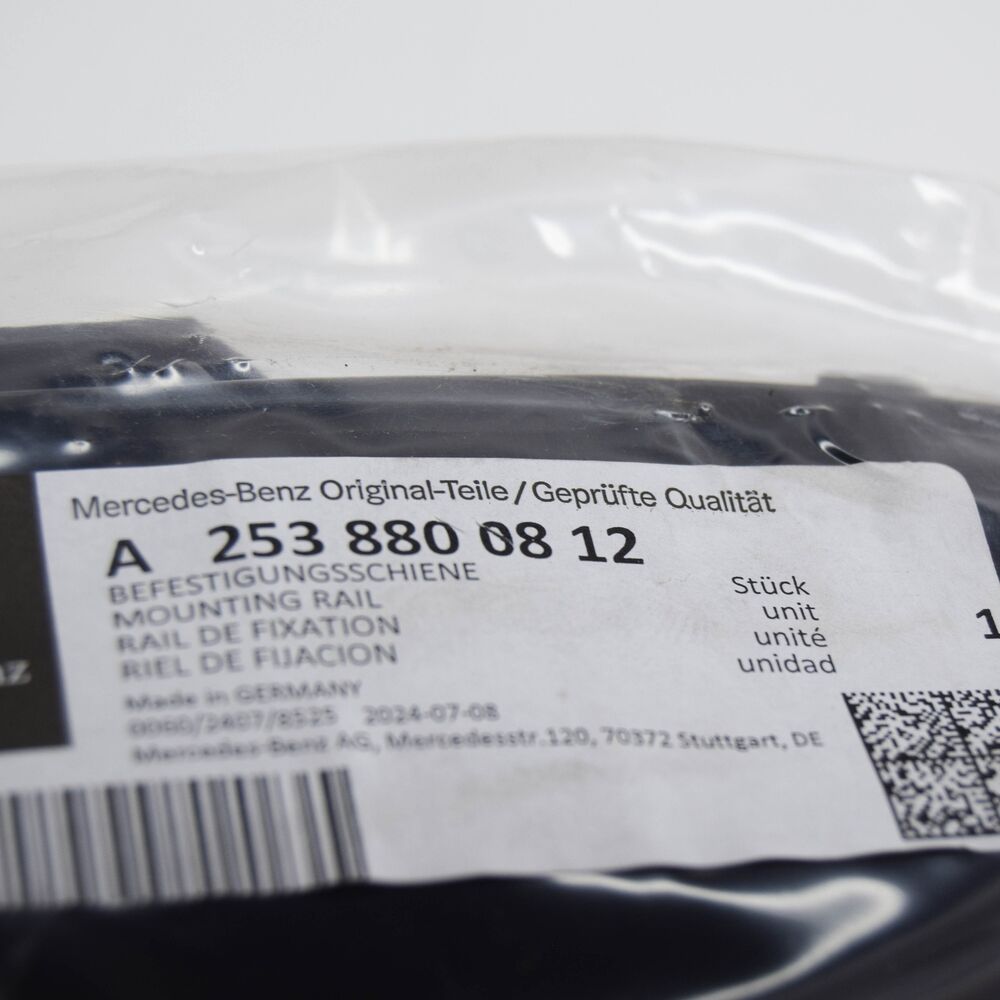 Mercedes-Benz Original-Teile / Geprüfte Qualität
A 253 880 08 12
BEFESTIGUNGSSCHIENE
MOUNTING RAIL
RAIL DE FIXATION
RIEL DE FIJACION
Stück
unit
unité
unidad
1
Made in GERMANY
0060/2407/8525 2024-07-08
Mercedes-Benz AG, Mercedesstr.120, 70372 Stuttgart, DE